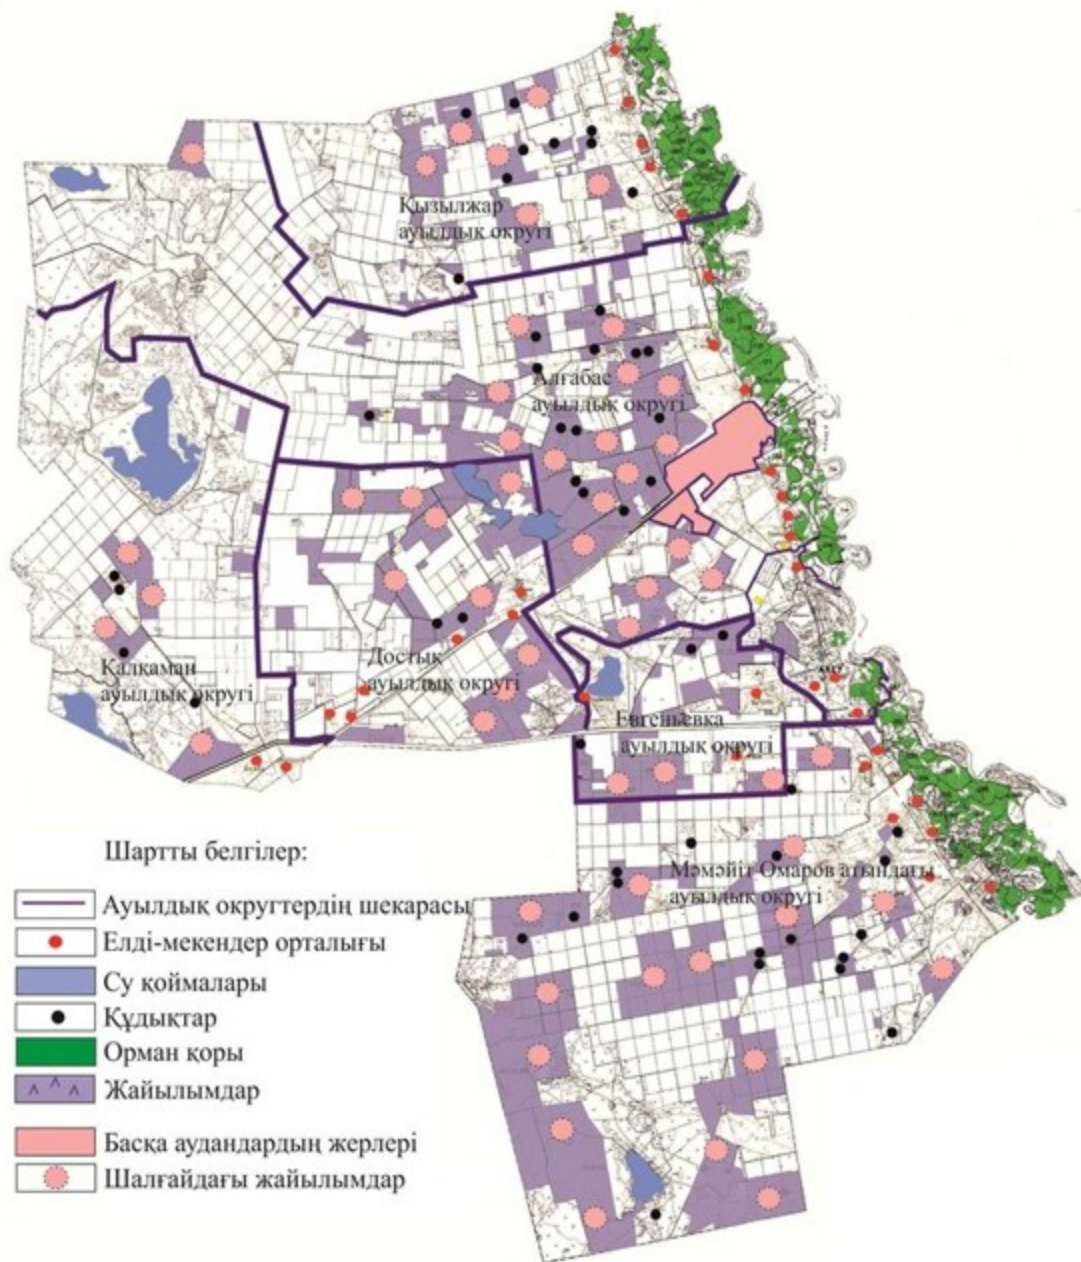 Қызылжар
ауылдық округі
Алғабас
ауылдық округі
Қалқаман
ауылдық округі
Достық
ауылдық округі
Евгеньевка
ауылдық округі
Мәмәйіт Омаров атындағы
ауылдық округі
Шартты белгілер:
Ауылдық округтердің шекарасы
Елді-мекендер орталығы
Су қоймалары
Құдықтар
Орман қоры
Жайылымдар
Басқа аудандардың жерлері
Шалғайдағы жайылымдар